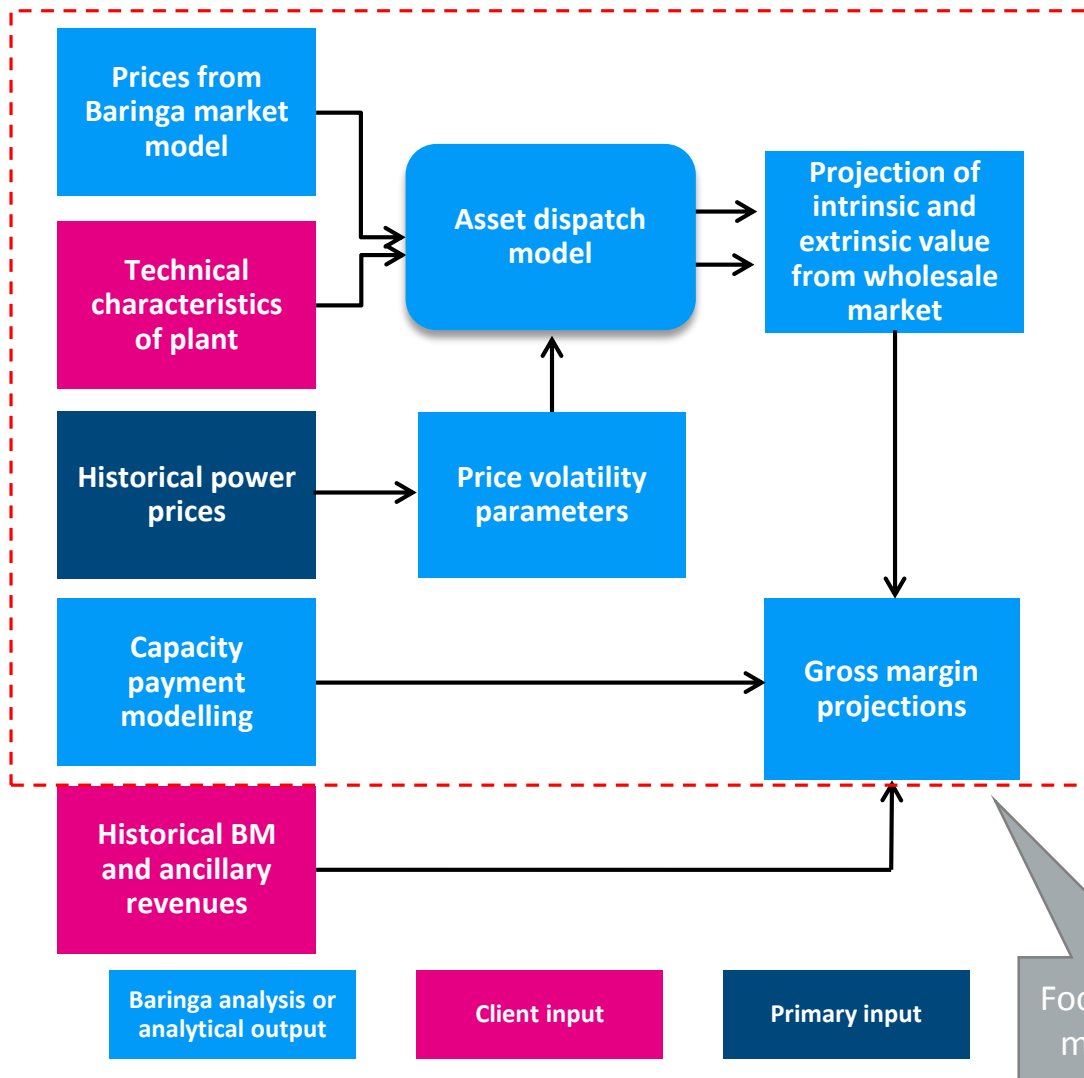 Prices from
Baringa market
model
Asset dispatch
model
Projection of
intrinsic and
extrinsic value
from wholesale
market
Technical
characteristics
of plant
Historical power
prices
Price volatility
parameters
Capacity
payment
modelling
Gross margin
projections
Historical BM
and ancillary
revenues
Baringa analysis or
analytical output
Client input
Primary input